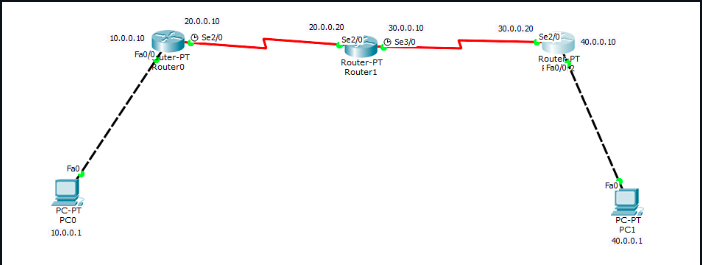 20.0.0.10
10.0.0.10
Se2/0
Fa0/0
Router-PT
Router0
20.0.0.20
30.0.0.10
Se2/0
Se3/0
Router-PT
Router1
30.0.0.20
Se2/0
40.0.0.10
Router-PT
Fa0/0
2
Fa0
PC-PT
PC0
10.0.0.1
Fa0
PC-PT
PC1
40.0.0.1